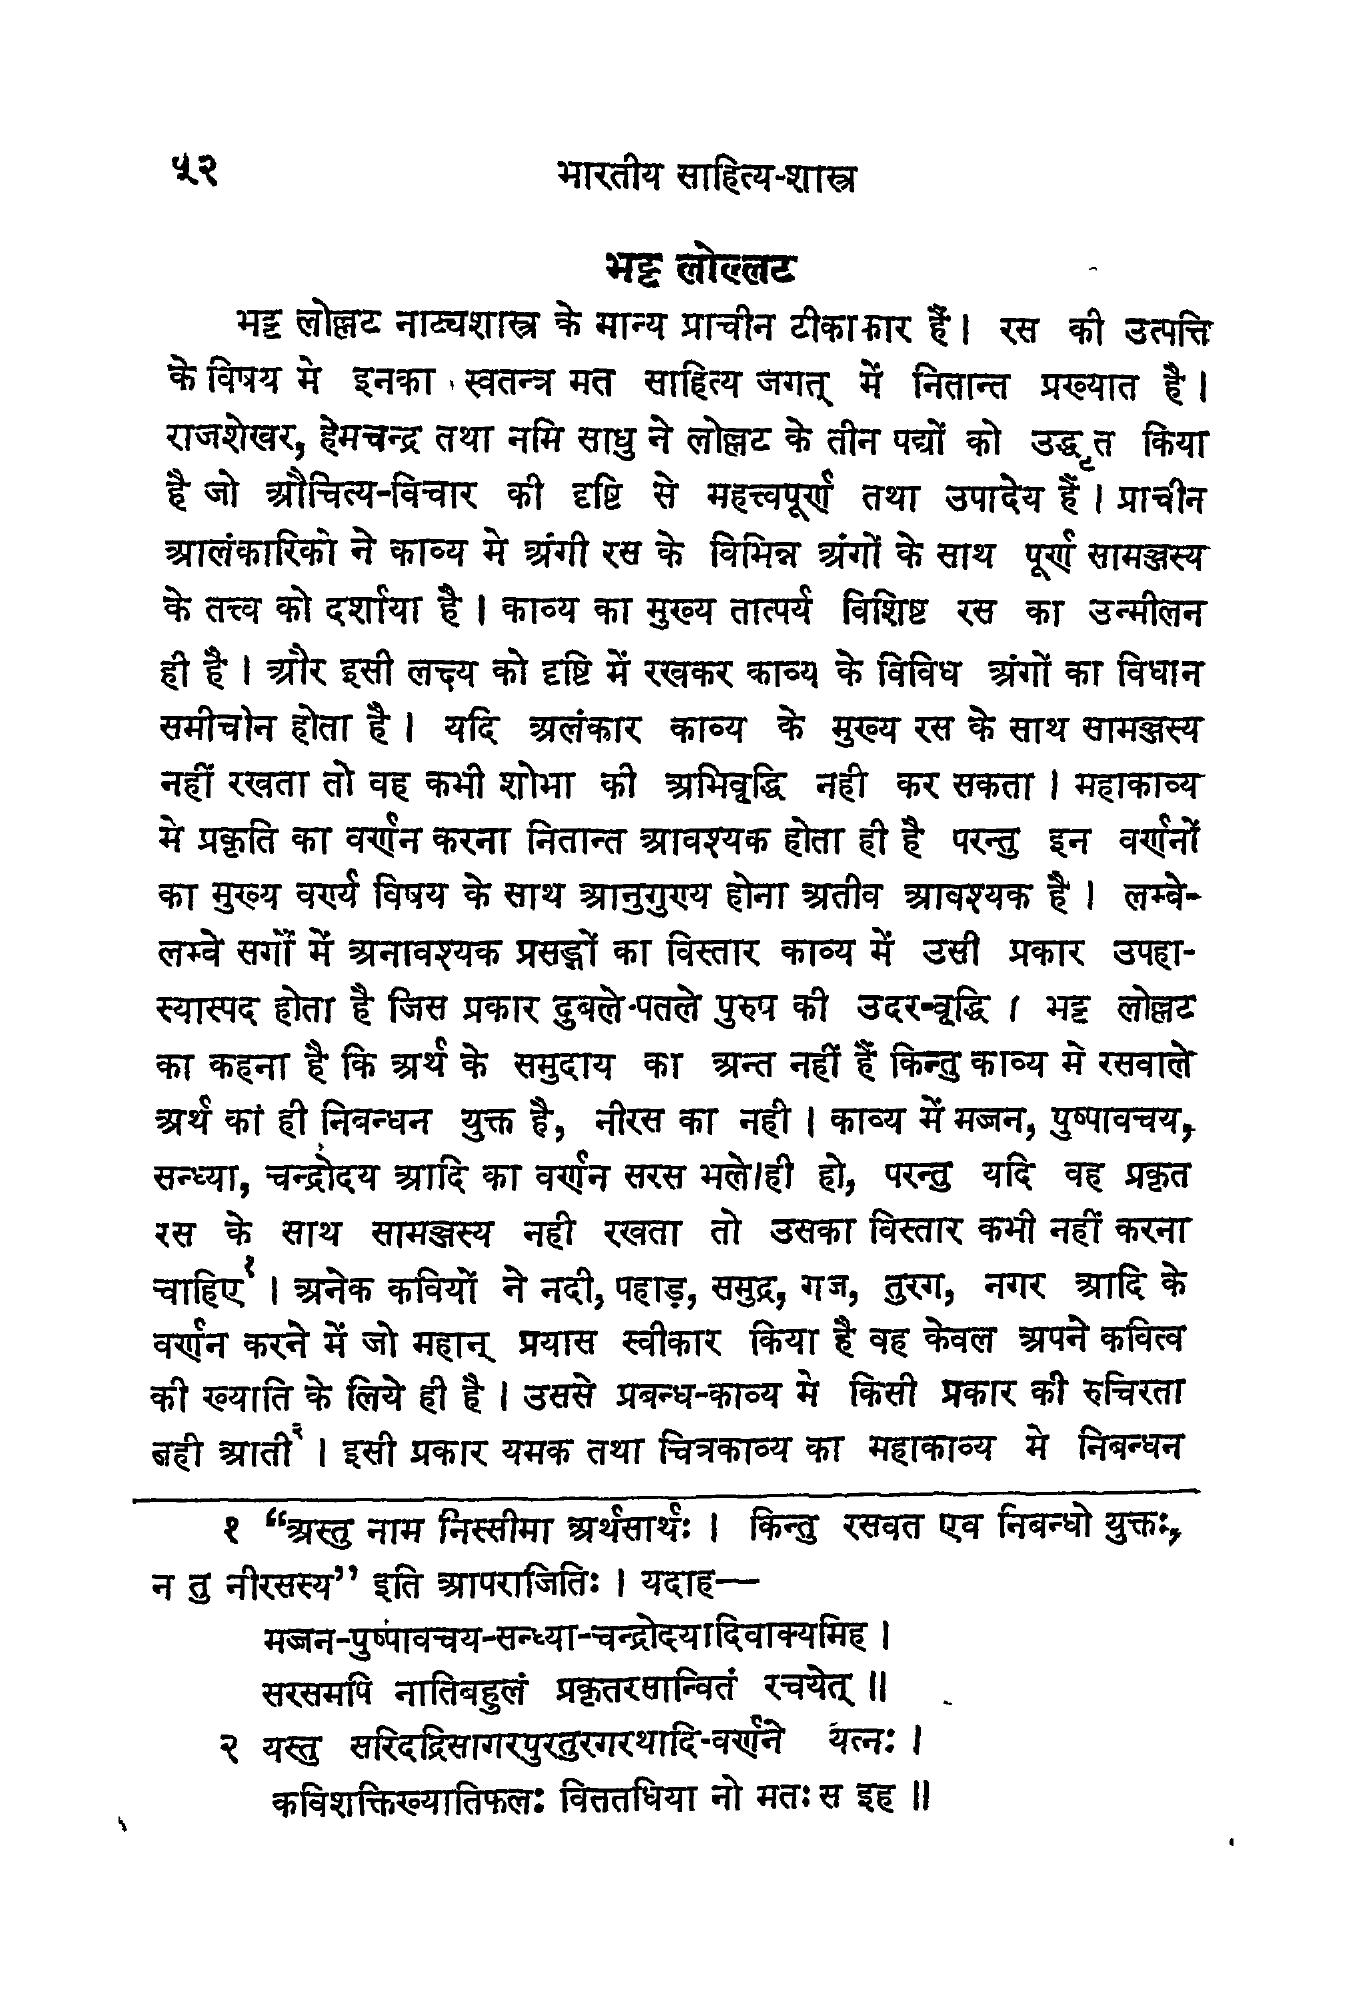 ५२ भारतीय साहित्य-शास्त्र
भट्ट लोल्लट
भट्ट लोल्लट नाट्यशास्त्र के मान्य प्राचीन टीकाकार हैं। रस की उत्पत्ति
के विषय मे इनका स्वतन्त्र मत साहित्य जगत् में नितान्त प्रख्यात है।
राजशेखर, हेमचन्द्र तथा नमि साधु ने लोल्लट के तीन पद्यों को उद्धृत किया
है जो औचित्य-विचार की दृष्टि से महत्त्वपूर्ण तथा उपादेय हैं। प्राचीन
आलंकारिको ने काव्य मे अंगी रस के विभिन्न अंगों के साथ पूर्ण सामञ्जस्य
के तत्त्व को दर्शाया है। काव्य का मुख्य तात्पर्य विशिष्ट रस का उन्मीलन
ही है। और इसी लक्ष्य को दृष्टि में रखकर काव्य के विविध अंगों का विधान
समीचोन होता है। यदि अलंकार काव्य के मुख्य रस के साथ सामञ्जस्य
नहीं रखता तो वह कभी शोभा की अभिवृद्धि नही कर सकता। महाकाव्य
मे प्रकृति का वर्णन करना नितान्त आवश्यक होता ही है परन्तु इन वर्णनों
का मुख्य वर्ण्य विषय के साथ आनुगुण्य होना अतीव आवश्यक है। लम्वे-
लम्वे सर्गों में अनावश्यक प्रसङ्गों का विस्तार काव्य में उसी प्रकार उपहा-
स्यास्पद होता है जिस प्रकार दुबले-पतले पुरुष की उदर-वृद्धि। भट्ट लोल्लट
का कहना है कि अर्थ के समुदाय का अन्त नहीं हैं किन्तु काव्य मे रसवाले
अर्थ का ही निबन्धन युक्त है, नीरस का नही। काव्य में मज्जन, पुष्पावचय,
सन्ध्या, चन्द्रोदय आदि का वर्णन सरस भले ही हो, परन्तु यदि वह प्रकृत
रस के साथ सामञ्जस्य नही रखता तो उसका विस्तार कभी नहीं करना
चाहिए१। अनेक कवियों ने नदी, पहाड़, समुद्र, गज, तुरग, नगर आदि के
वर्णन करने में जो महान् प्रयास स्वीकार किया है वह केवल अपने कवित्व
की ख्याति के लिये ही है। उससे प्रबन्ध-काव्य मे किसी प्रकार की रुचिरता
नही आती२। इसी प्रकार यमक तथा चित्रकाव्य का महाकाव्य मे निबन्धन
१ “अस्तु नाम निस्सीमा अर्थसार्थः। किन्तु रसवत एव निबन्धो युक्तः,
न तु नीरसस्य” इति आपराजितिः। यदाह—
मज्जन-पुष्पावचय-सन्ध्या-चन्द्रोदयादिवाक्यमिह।
सरसमपि नातिबहुलं प्रकृतरसान्वितं रचयेत्॥
२ यस्तु सरिदद्रिसागरपुरतुरगरथादि-वर्णने यत्नः।
कविशक्तिख्यातिफलः विततधिया नो मतः स इह॥